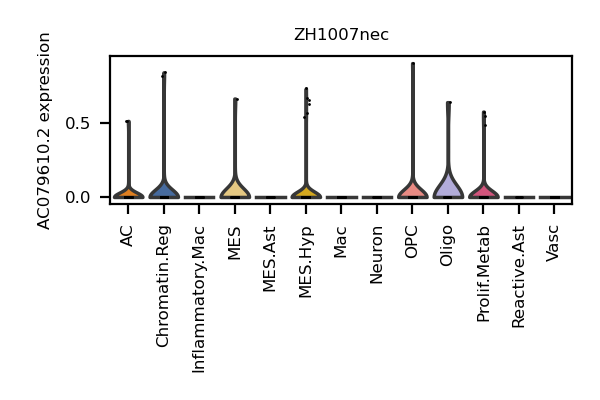 ZH1007nec
AC079610.2 expression
0.5
0.0
AC
Chromatin.Reg
Inflammatory.Mac
MES
MES.Ast
MES.Hyp
Mac
Neuron
OPC
Oligo
Prolif.Metab
Reactive.Ast
Vasc